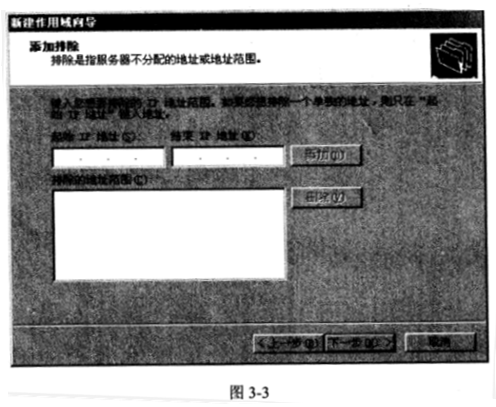 新建作用域向导
添加排除
排除是指服务器不分配的地址或地址范围。
键入您想要排除的 IP 地址范围。如果您想排除一个单独的地址，则只在“起
始 IP 地址”键入地址。
起始 IP 地址(S): 结束 IP 地址(E):
添加(D)
排除的地址范围(C):
删除(V)
<上一步(B) 下一步(N) > 取消
图 3-3